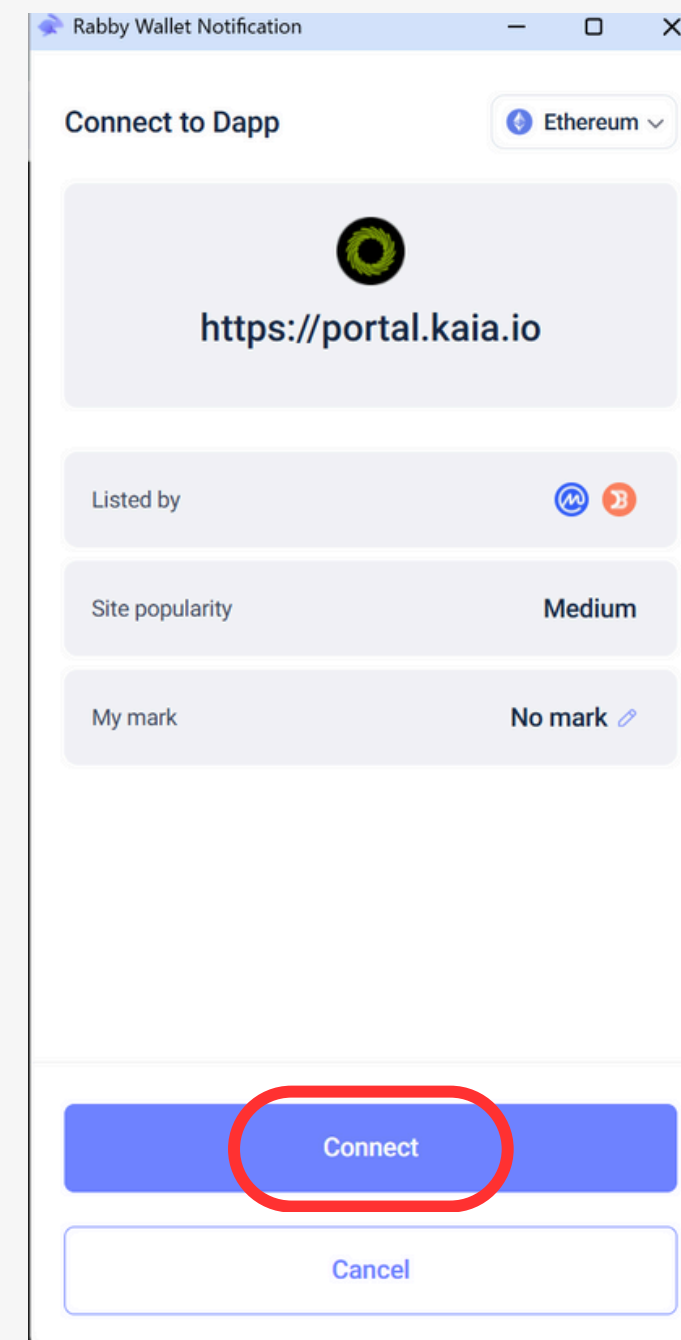 Rabby Wallet Notification
Connect to Dapp
Ethereum
https://portal.kaia.io
Listed by
Site popularity
Medium
My mark
No mark
Connect
Cancel